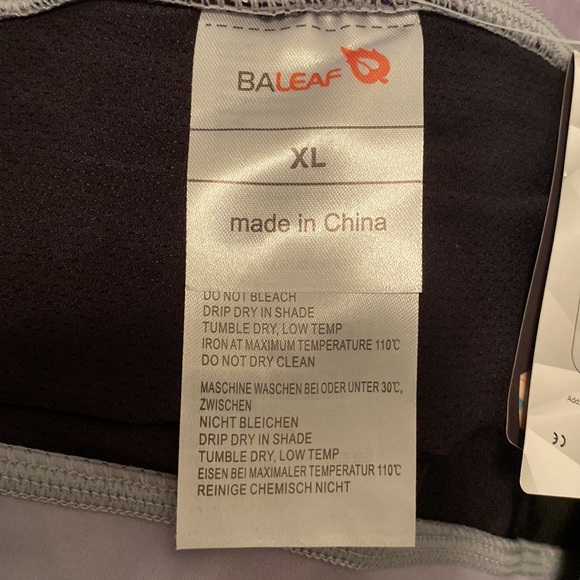 BALEAF
XL
made in China
DO NOT BLEACH
DRIP DRY IN SHADE
TUMBLE DRY, LOW TEMP
IRON AT MAXIMUM TEMPERATURE 110℃
DO NOT DRY CLEAN
MASCHINE WASCHEN BEI ODER UNTER 30℃,
ZWISCHEN
NICHT BLEICHEN
DRIP DRY IN SHADE
TUMBLE DRY, LOW TEMP
EISEN BEI MAXIMALER TEMPERATUR 110℃
REINIGE CHEMISCH NICHT
Add
CE